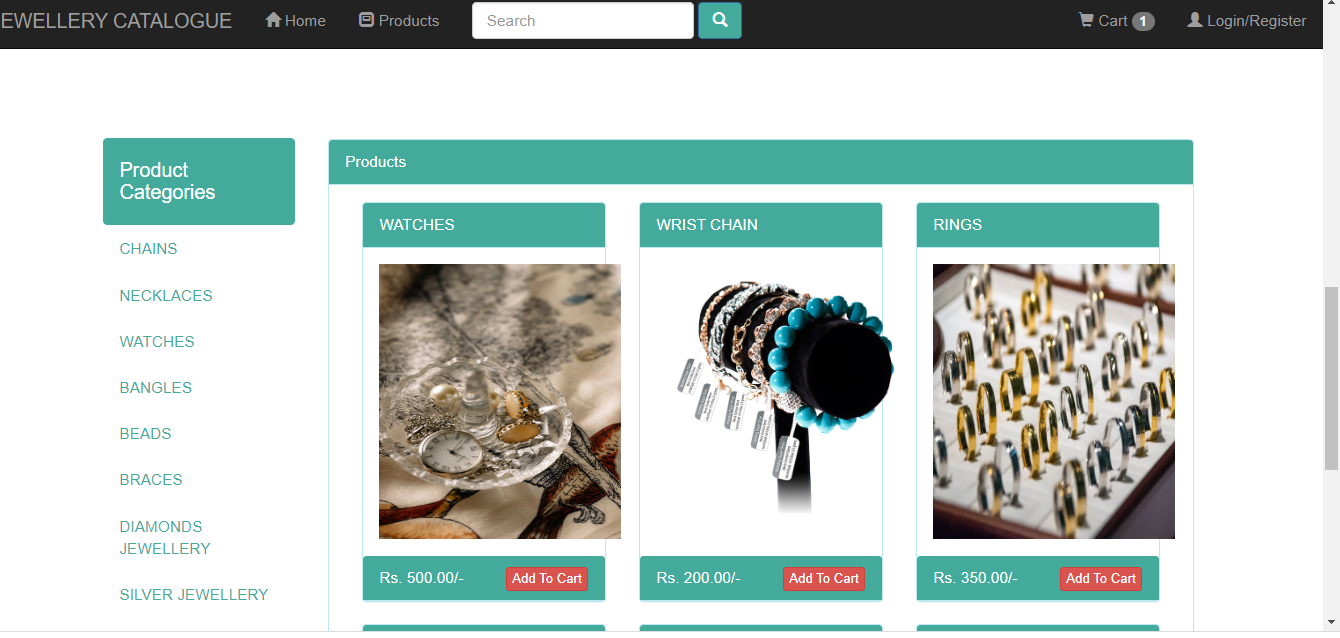 EWELLERY CATALOGUE Home Products Search Cart 1 Login/Register
Product
Categories
CHAINS
NECKLACES
WATCHES
BANGLES
BEADS
BRACES
DIAMONDS
JEWELLERY
SILVER JEWELLERY
Products
WATCHES
Rs. 500.00/- Add To Cart
WRIST CHAIN
Rs. 200.00/- Add To Cart
RINGS
Rs. 350.00/- Add To Cart